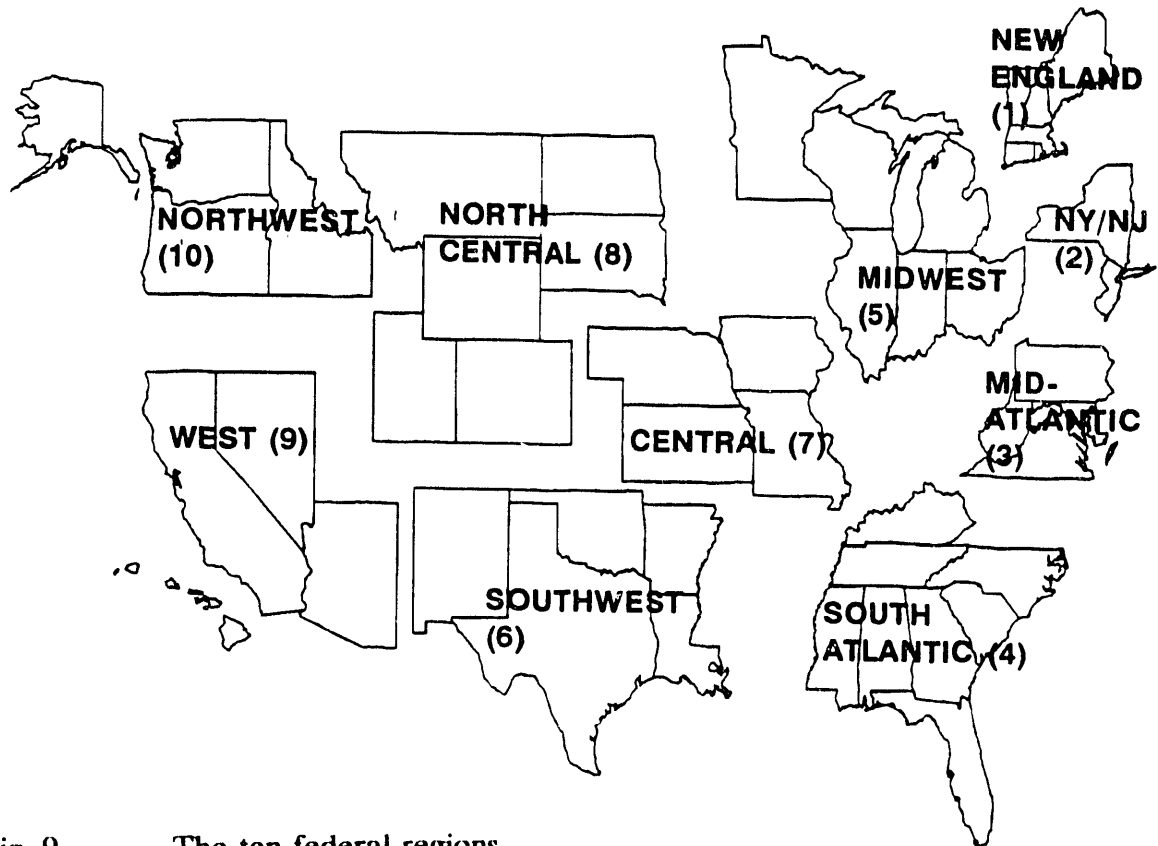 NEW
ENGLAND
(1)
NORTHWEST
(10)
NORTH
CENTRAL (8)
NY/NJ
(2)
MIDWEST
(5)
MID-
ATLANTIC
(3)
WEST (9)
CENTRAL (7)
SOUTHWEST
(6)
SOUTH
ATLANTIC (4)
9 The ten federal regions